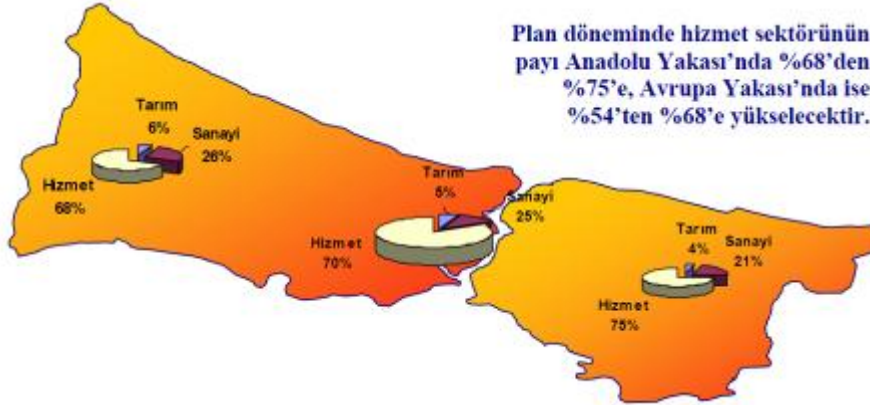 Plan döneminde hizmet sektörünün
payı Anadolu Yakası’nda %68’den
%75’e, Avrupa Yakası’nda ise
%54’ten %68’e yükselecektir.
Tarım
6%
Sanayi
26%
Hizmet
68%
Tarım
5%
Sanayi
25%
Hizmet
70%
Tarım
4%
Sanayi
21%
Hizmet
75%